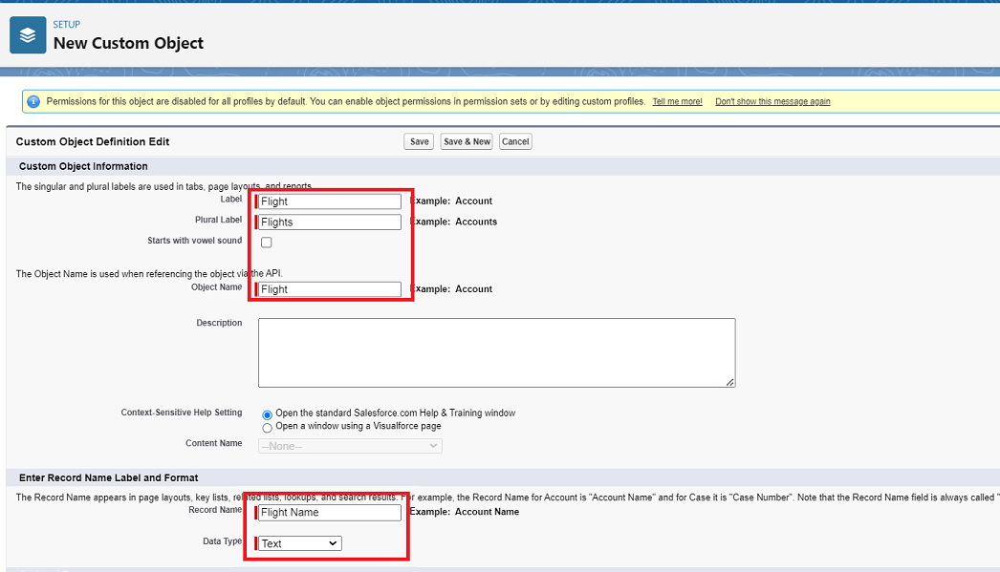 SETUP
New Custom Object
Permissions for this object are disabled for all profiles by default. You can enable object permissions in permission sets or by editing custom profiles. Tell me more! Don't show this message again
Custom Object Definition Edit Save Save & New Cancel
Custom Object Information
The singular and plural labels are used in tabs, page layouts, and reports.
Label Flight Example: Account
Plural Label Flights Example: Accounts
Starts with vowel sound
The Object Name is used when referencing the object via the API.
Object Name Flight Example: Account
Description
Context-Sensitive Help Setting Open the standard Salesforce.com Help & Training window
Open a window using a Visualforce page
Content Name --None--
Enter Record Name Label and Format
The Record Name appears in page layouts, key lists, related lists, lookups, and search results. For example, the Record Name for Account is "Account Name" and for Case it is "Case Number". Note that the Record Name field is always called "
Record Name Flight Name Example: Account Name
Data Type Text